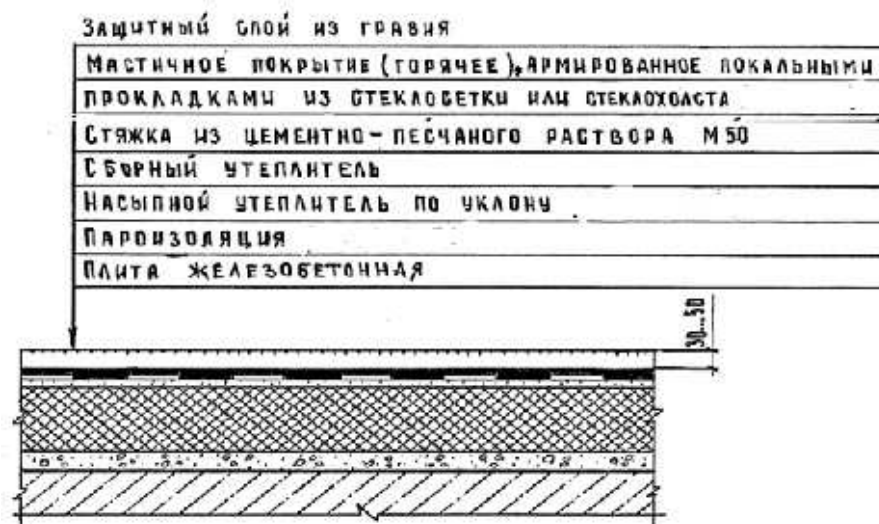 Защитный слой из гравия
Мастичное покрытие (горячее), армированное локальными
прокладками из стеклосетки или стеклохолста
Стяжка из цементно-песчаного раствора М50
Сборный утеплитель
Насыпной утеплитель по уклону
Пароизоляция
Плита железобетонная
30...50